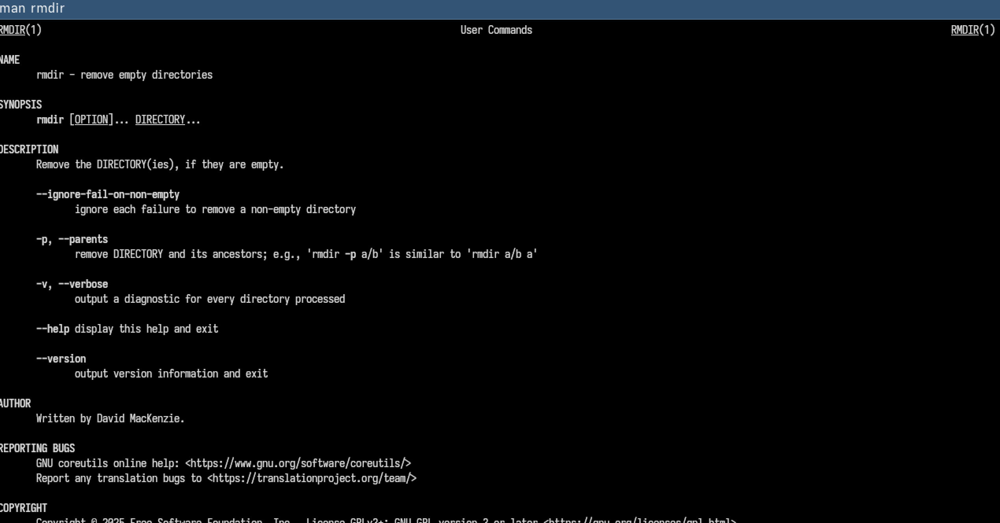 man rmdir
RMDIR(1) User Commands RMDIR(1)
NAME
rmdir - remove empty directories
SYNOPSIS
rmdir [OPTION]... DIRECTORY...
DESCRIPTION
Remove the DIRECTORY(ies), if they are empty.
--ignore-fail-on-non-empty
ignore each failure to remove a non-empty directory
-p, --parents
remove DIRECTORY and its ancestors; e.g., 'rmdir -p a/b' is similar to 'rmdir a/b a'
-v, --verbose
output a diagnostic for every directory processed
--help display this help and exit
--version
output version information and exit
AUTHOR
Written by David MacKenzie.
REPORTING BUGS
GNU coreutils online help: <https://www.gnu.org/software/coreutils/>
Report any translation bugs to <https://translationproject.org/team/>
COPYRIGHT
Copyright © 2025 Free Software Foundation, Inc. License GPLv3+: GNU GPL version 3 or later <https://gnu.org/licenses/gpl.html>